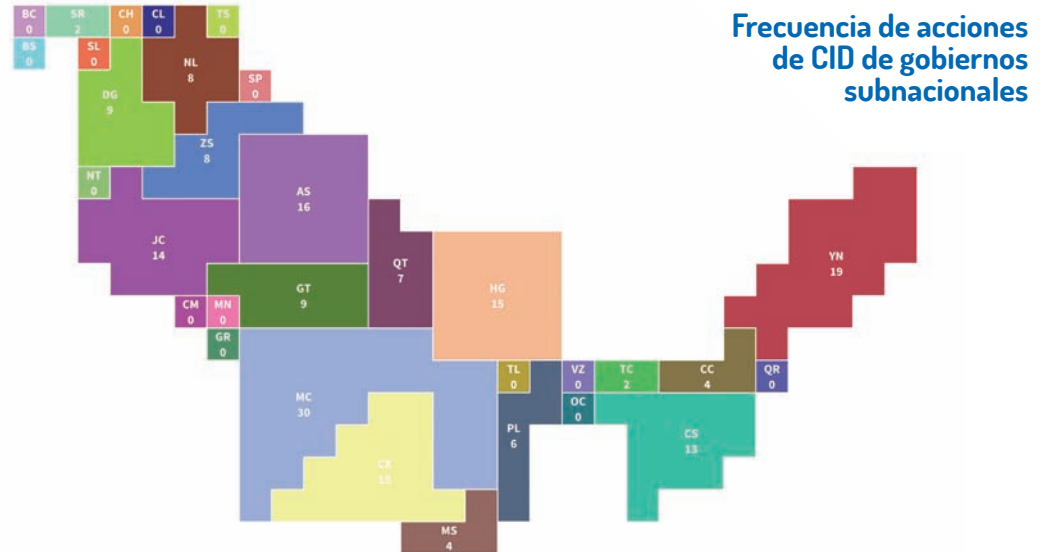 Frecuencia de acciones
de CID de gobiernos
subnacionales
BC
0
SR
2
CH
0
CL
0
TS
0
BS
0
SL
0
NL
8
SP
0
DG
9
ZS
8
NT
0
AS
16
JC
14
QT
7
YN
19
GT
9
HG
15
CM
0
MN
0
GR
0
TL
0
VZ
0
TC
2
CC
4
QR
0
MC
30
OC
0
PL
6
CS
13
CX
15
MS
4